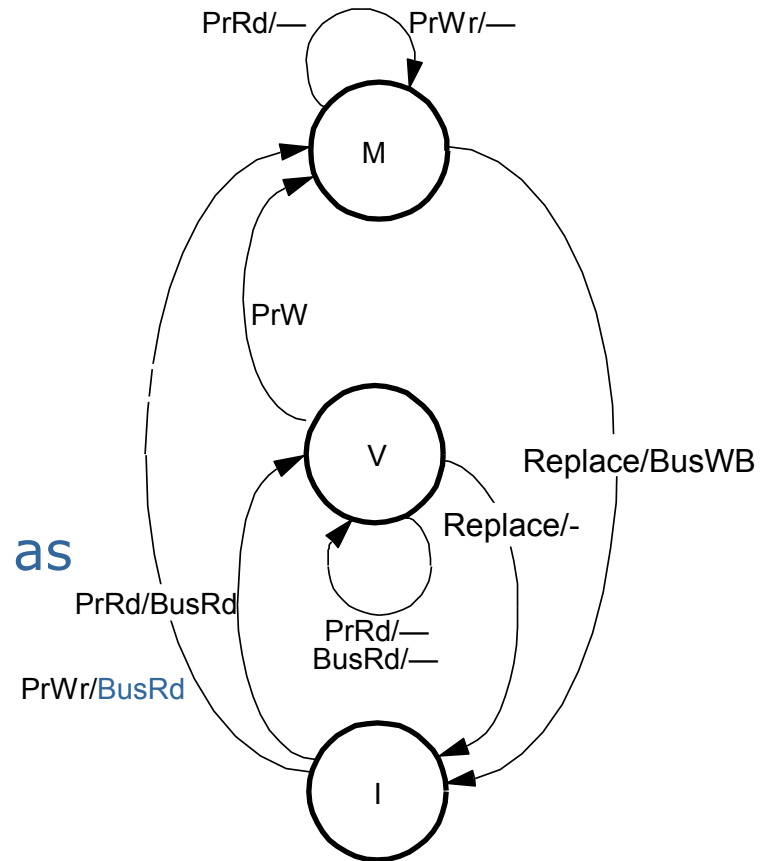 PrRd/— PrWr/—
M
PrW
V
Replace/BusWB
Replace/-
as
PrRd/BusRd
PrRd/—
BusRd/—
PrWr/BusRd
I